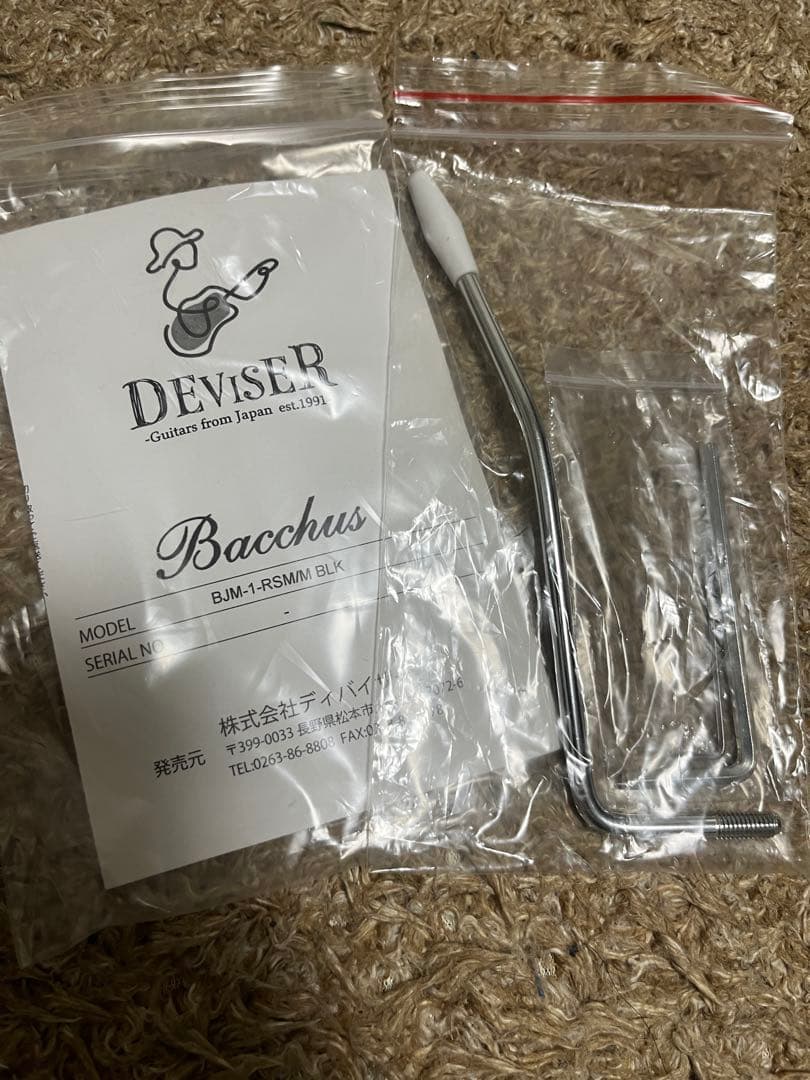 DEVISER
-Guitars from Japan est.1991
Bacchus
MODEL BJM-1-RSM/M BLK
SERIAL NO. -
株式会社ディバイザ
発売元 〒399-0033 長野県松本市
TEL:0263-86-8808 FAX: